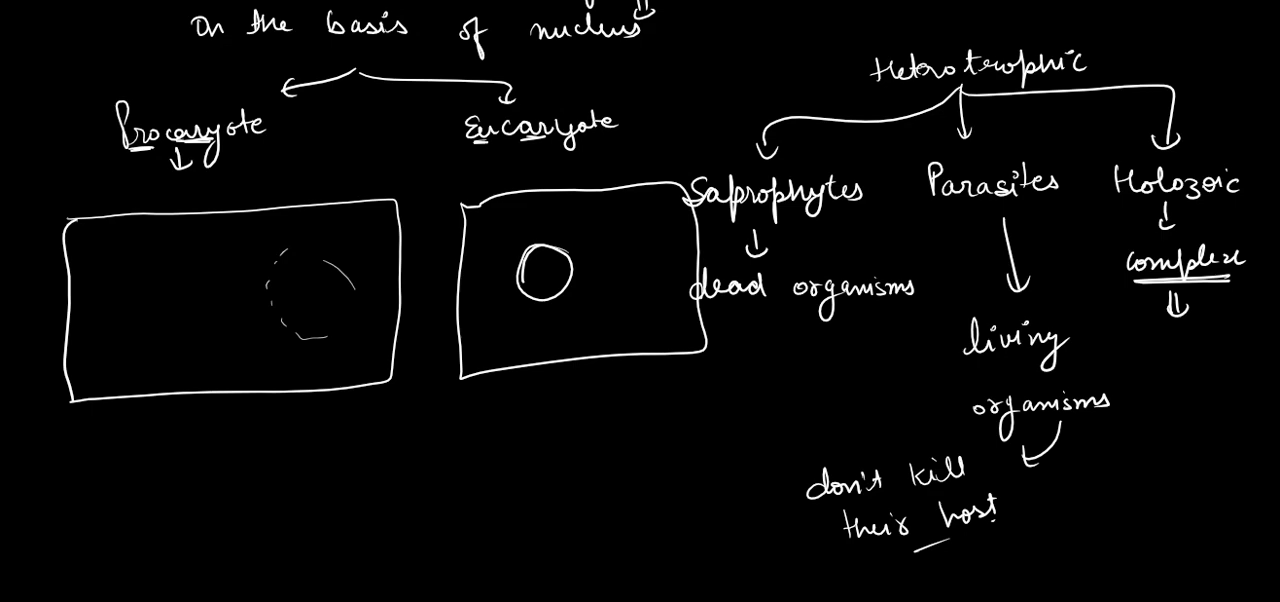 On the basis of nucleus
Procaryote
Eucaryote
Heterotrophic
Saprophytes
Parasites
Holozoic
dead organisms
living
organisms
don't kill
their host
complex